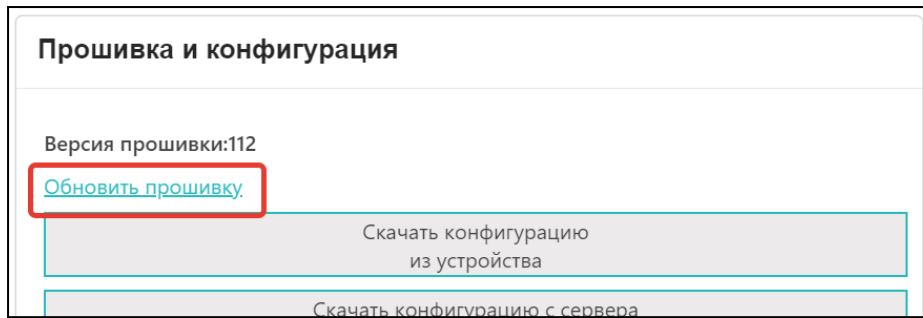 Прошивка и конфигурация
Версия прошивки:112
Обновить прошивку
Скачать конфигурацию
из устройства
Скачать конфигурацию с сервера